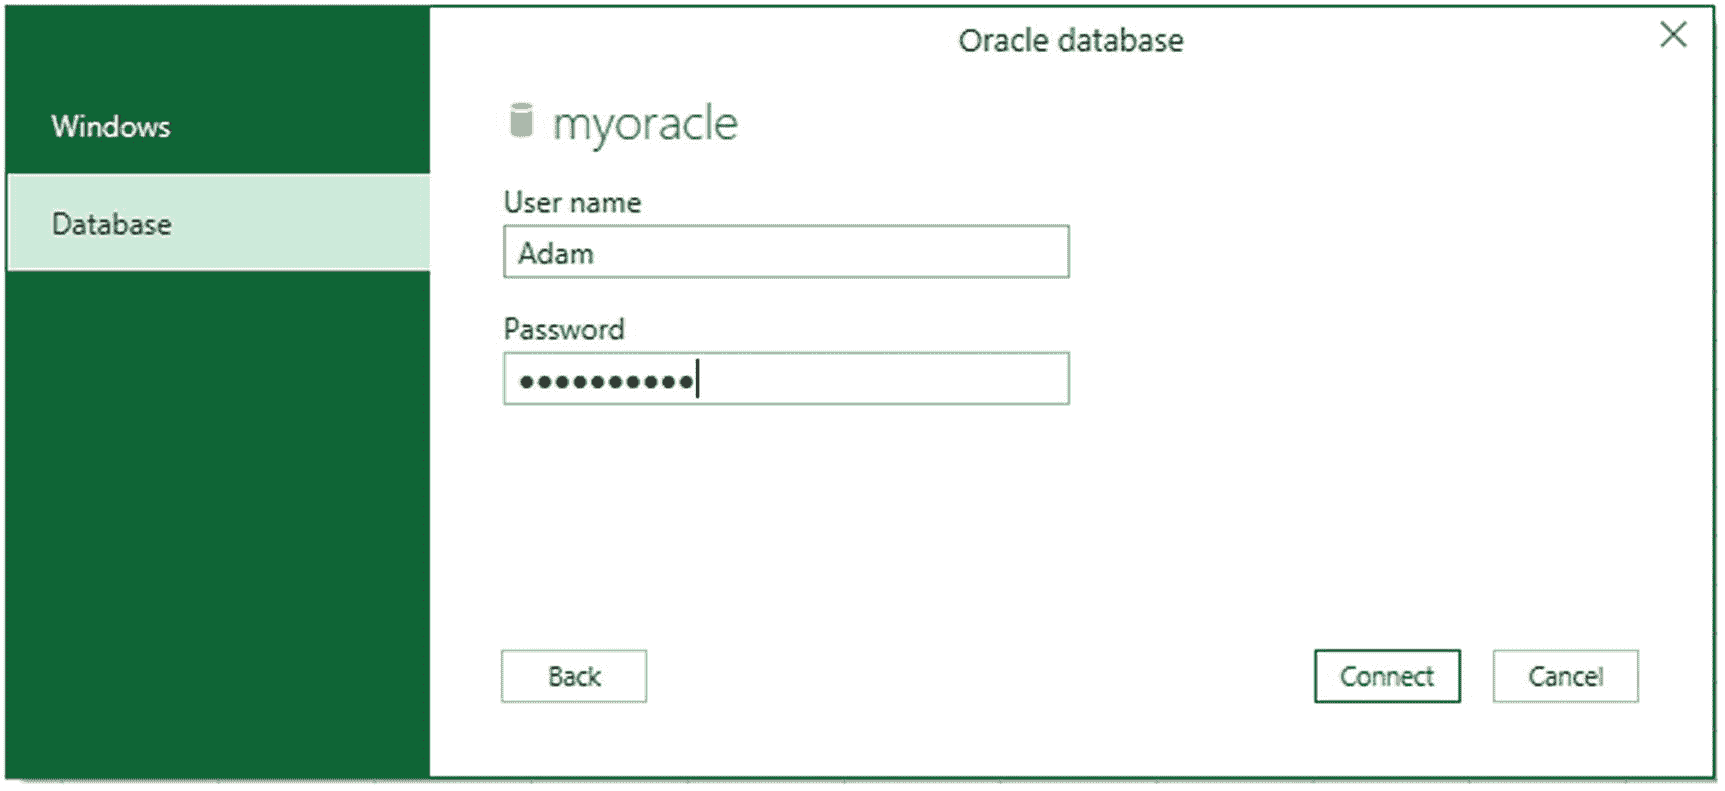 Oracle database
Windows
Database
myoracle
User name
Adam
Password
●●●●●●●●●●
Back
Connect
Cancel